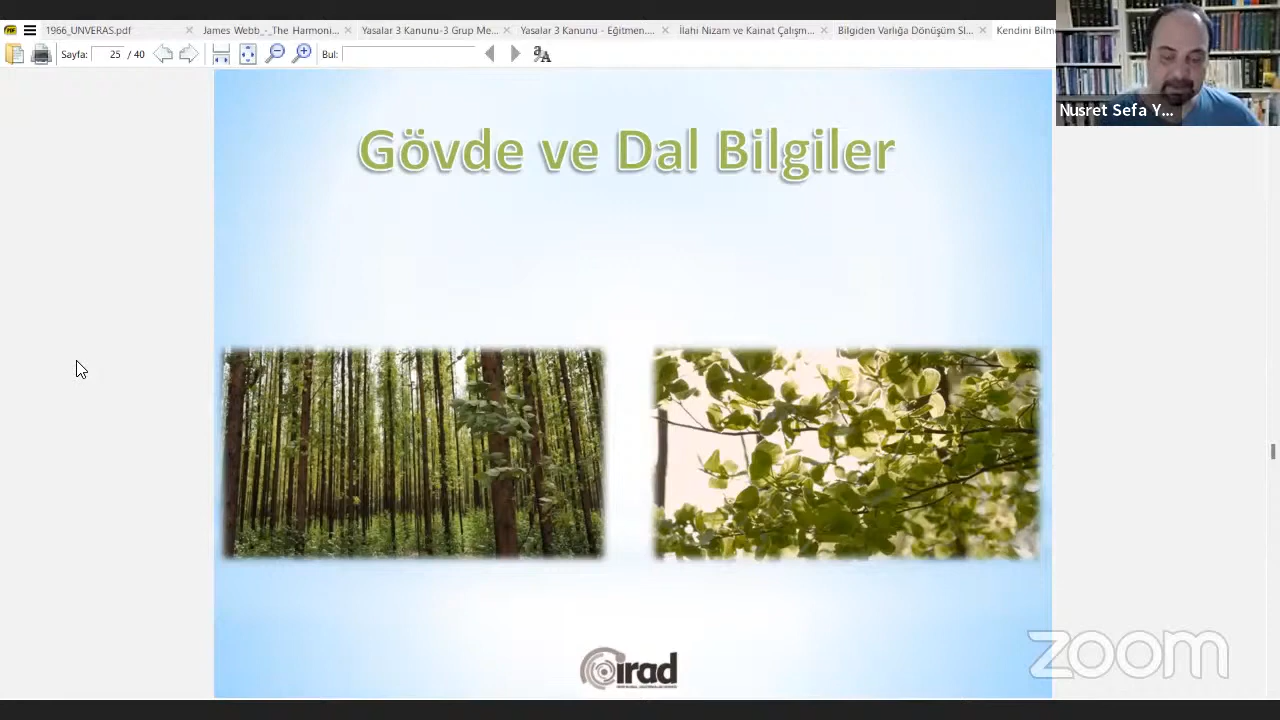 1966_UNVERAS.pdf
James Webb_-_The Harmoni...
Yasalar 3 Kanunu-3 Grup Me...
Yasalar 3 Kanunu - Eğitmen....
İlahi Nizam ve Kainat Çalışm...
Bilgiden Varlığa Dönüşüm Sl...
Kendini Bilm
Sayfa: 25 / 40
Bul:
Nusret Sefa Y...
Gövde ve Dal Bilgiler
irad
zoom